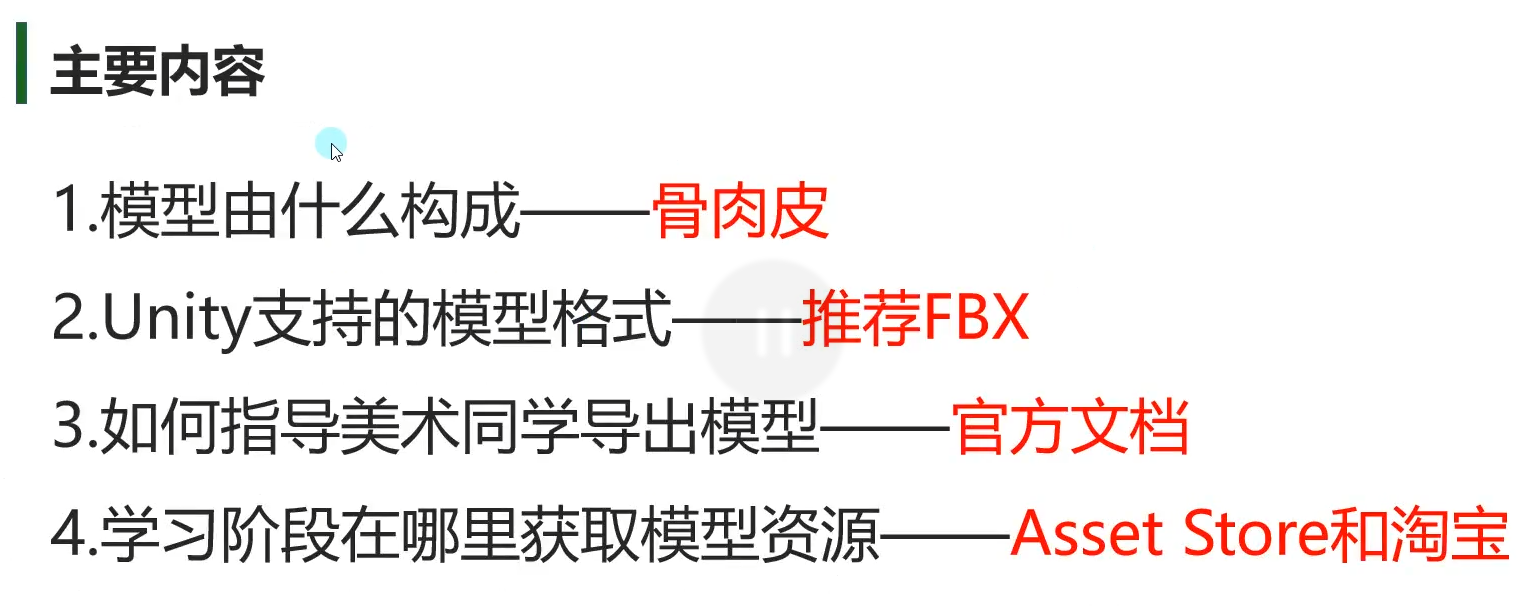 主要内容
1.模型由什么构成——骨肉皮
2.Unity支持的模型格式——推荐FBX
3.如何指导美术同学导出模型——官方文档
4.学习阶段在哪里获取模型资源——Asset Store和淘宝